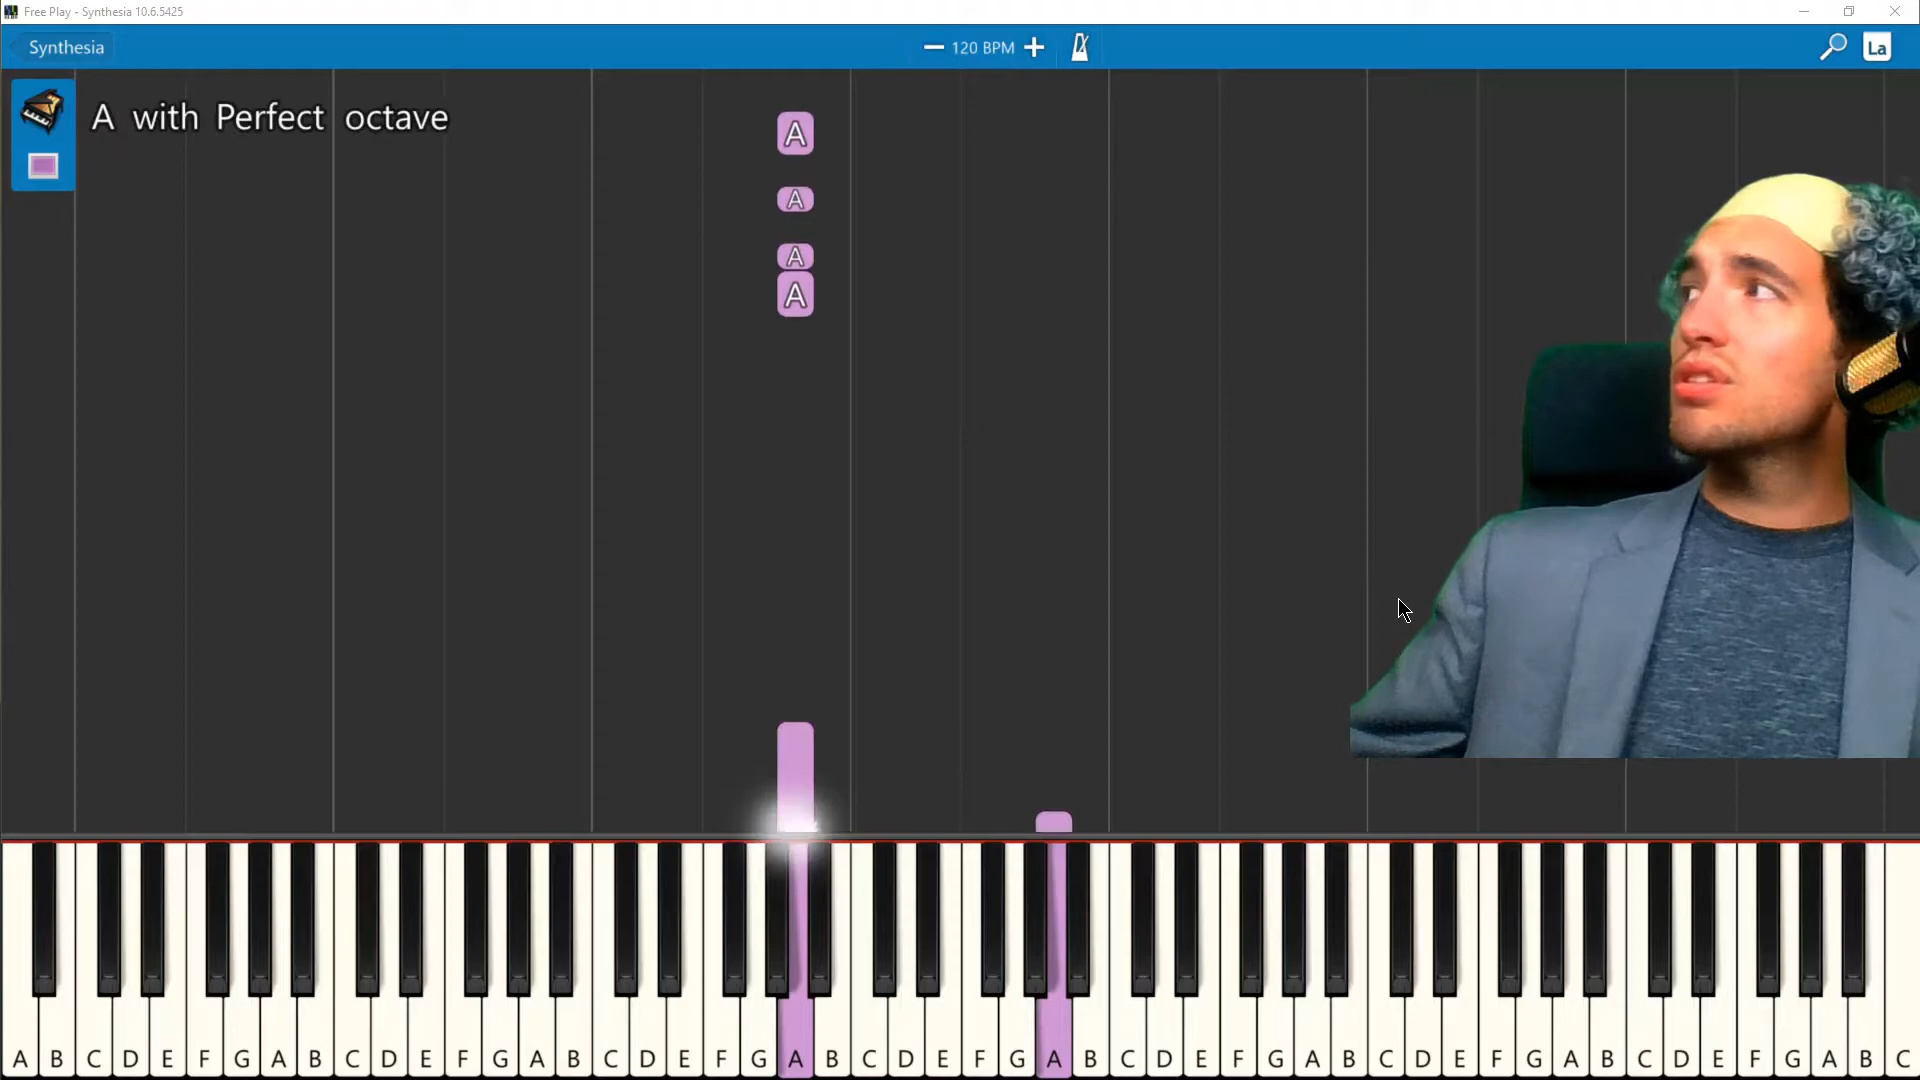 Free Play - Synthesia 10.6.5425
Synthesia
120 BPM
La
A with Perfect octave
A
A
A
A
A B C D E F G A B C D E F G A B C D E F G A B C D E F G A B C D E F G A B C D E F G A B C D E F G A B C